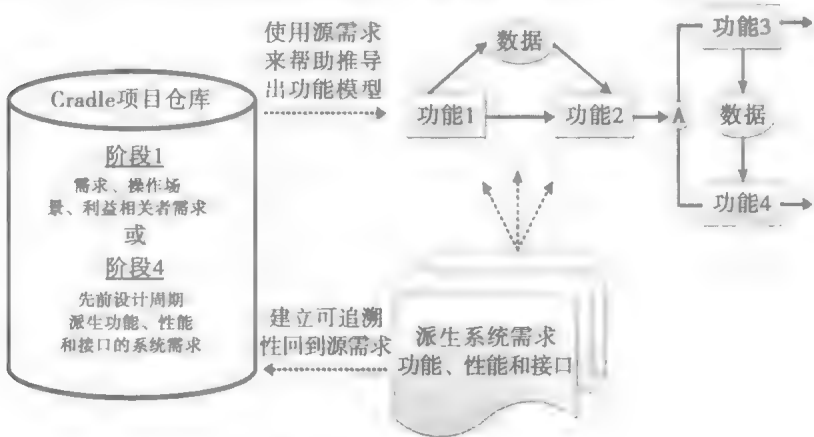 Cradle项目仓库
阶段1
需求、操作场
景、利益相关者需求
或
阶段4
先前设计周期
派生功能、性能
和接口的系统需求
使用源需求
来帮助推导
出功能模型
建立可追溯
性回到源需求
数据
功能1
功能2
A
功能3
数据
功能4
派生系统需求
功能、性能和接口